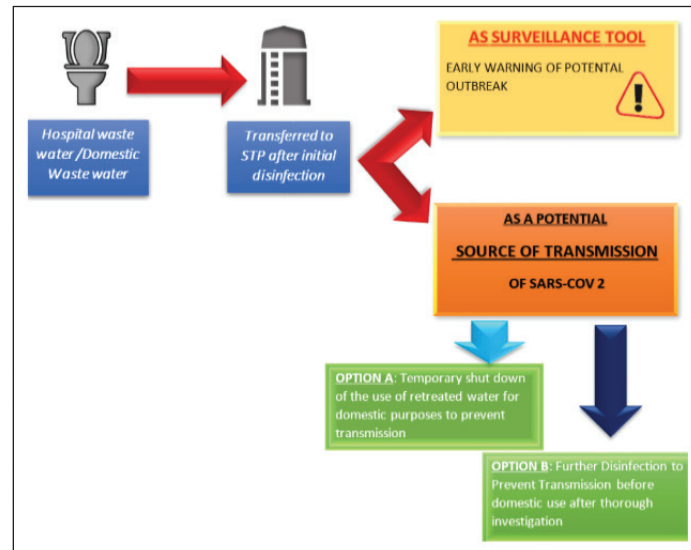 Hospital waste
water /Domestic
Waste water
Transferred to
STP after initial
disinfection
AS SURVEILLANCE TOOL
EARLY WARNING OF POTENTAL
OUTBREAK
AS A POTENTIAL
SOURCE OF TRANSMISSION
OF SARS-COV 2
OPTION A: Temporary shut down
of the use of retreated water for
domestic purposes to prevent
transmission
OPTION B: Further Disinfection to
Prevent Transmission before
domestic use after thorough
investigation